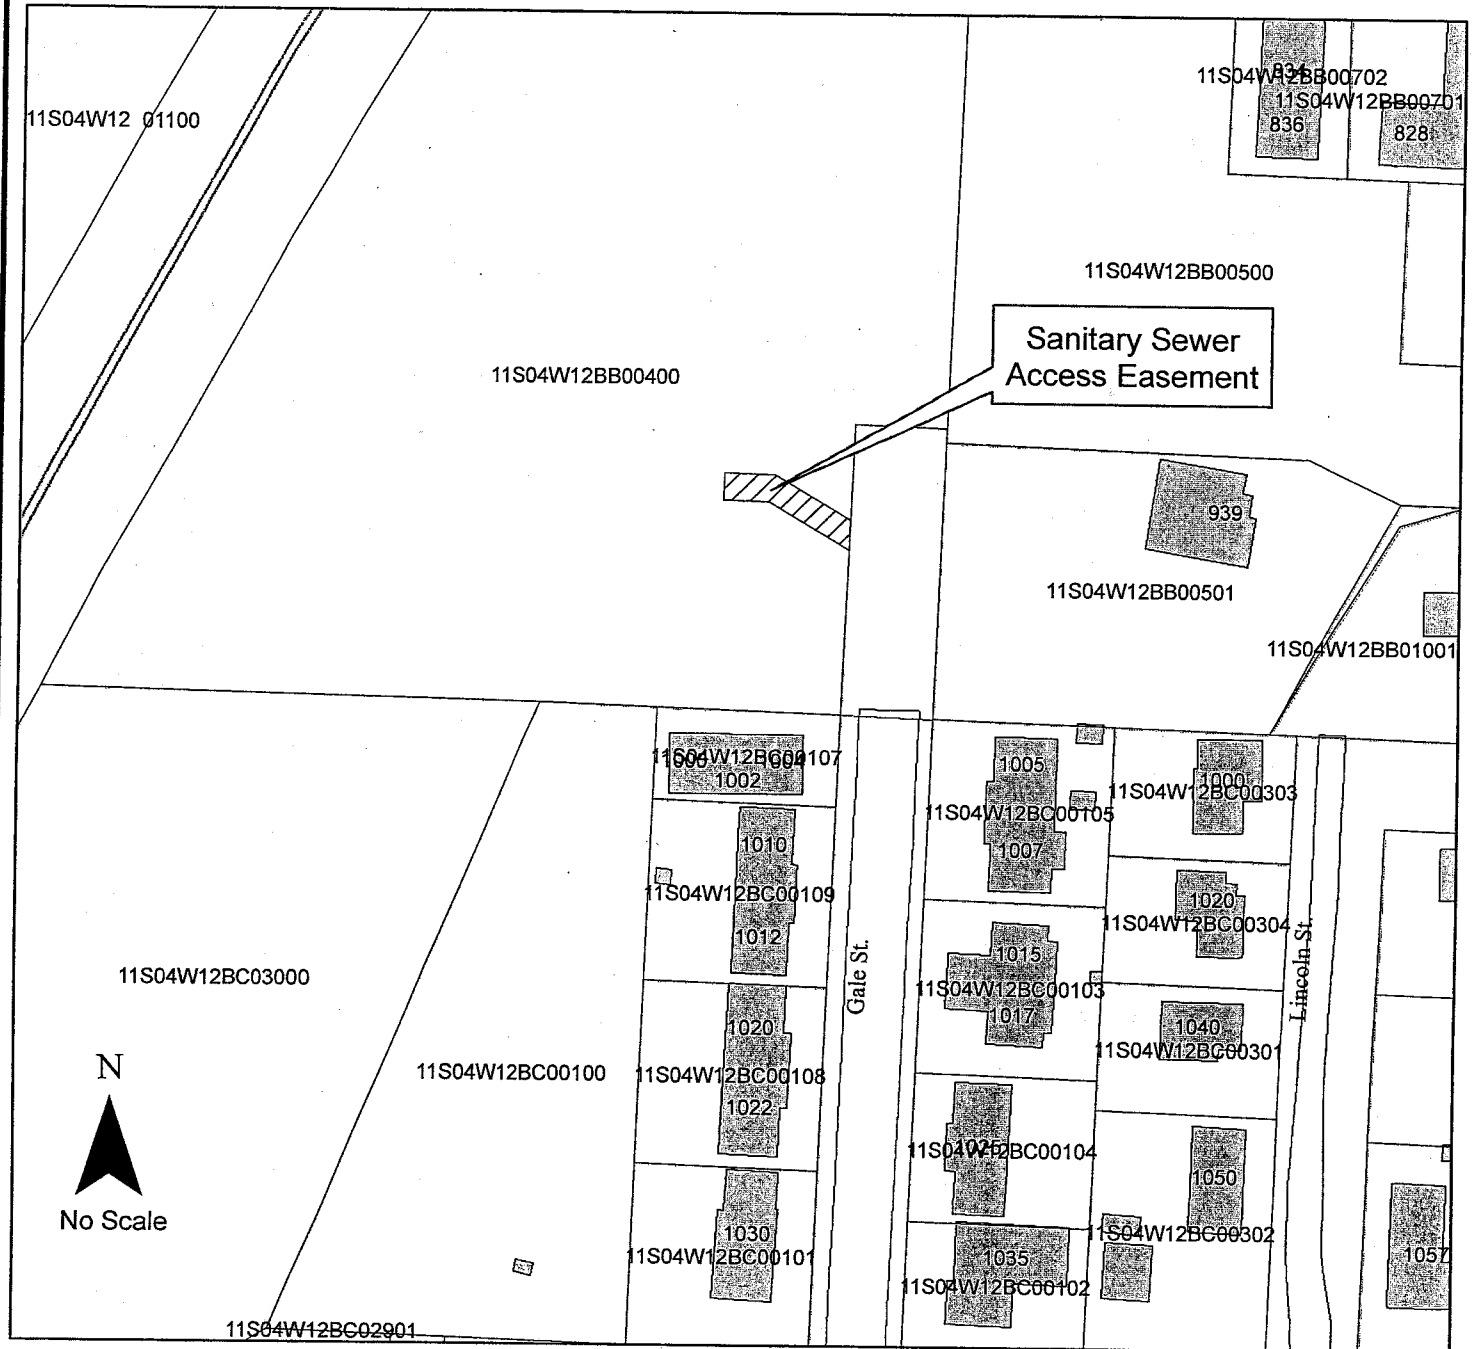 11S04W12BB00702
834
11S04W12BB00701
836
828
11S04W12 01100
11S04W12BB00500
Sanitary Sewer
Access Easement
11S04W12BB00400
939
11S04W12BB00501
11S04W12BB01001
11S04W12BC00107
1002
1005
11S04W12BC00105
1007
1000
11S04W12BC00303
1010
11S04W12BC00109
1012
1020
11S04W12BC00304
Gale St.
Lincoln St.
1015
11S04W12BC00103
1017
11S04W12BC03000
1040
11S04W12BC00301
N
No Scale
11S04W12BC00100
1020
11S04W12BC00108
1022
11S04W12BC00104
1050
11S04W12BC00302
1030
11S04W12BC00101
1035
11S04W12BC00102
1057
11S04W12BC02901